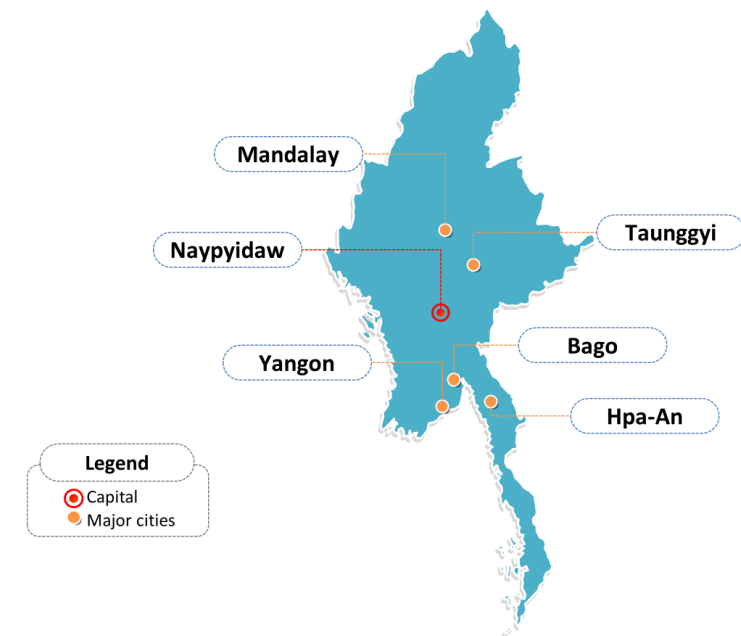 Mandalay
Taunggyi
Naypyidaw
Bago
Yangon
Hpa-An
Legend
Capital
Major cities